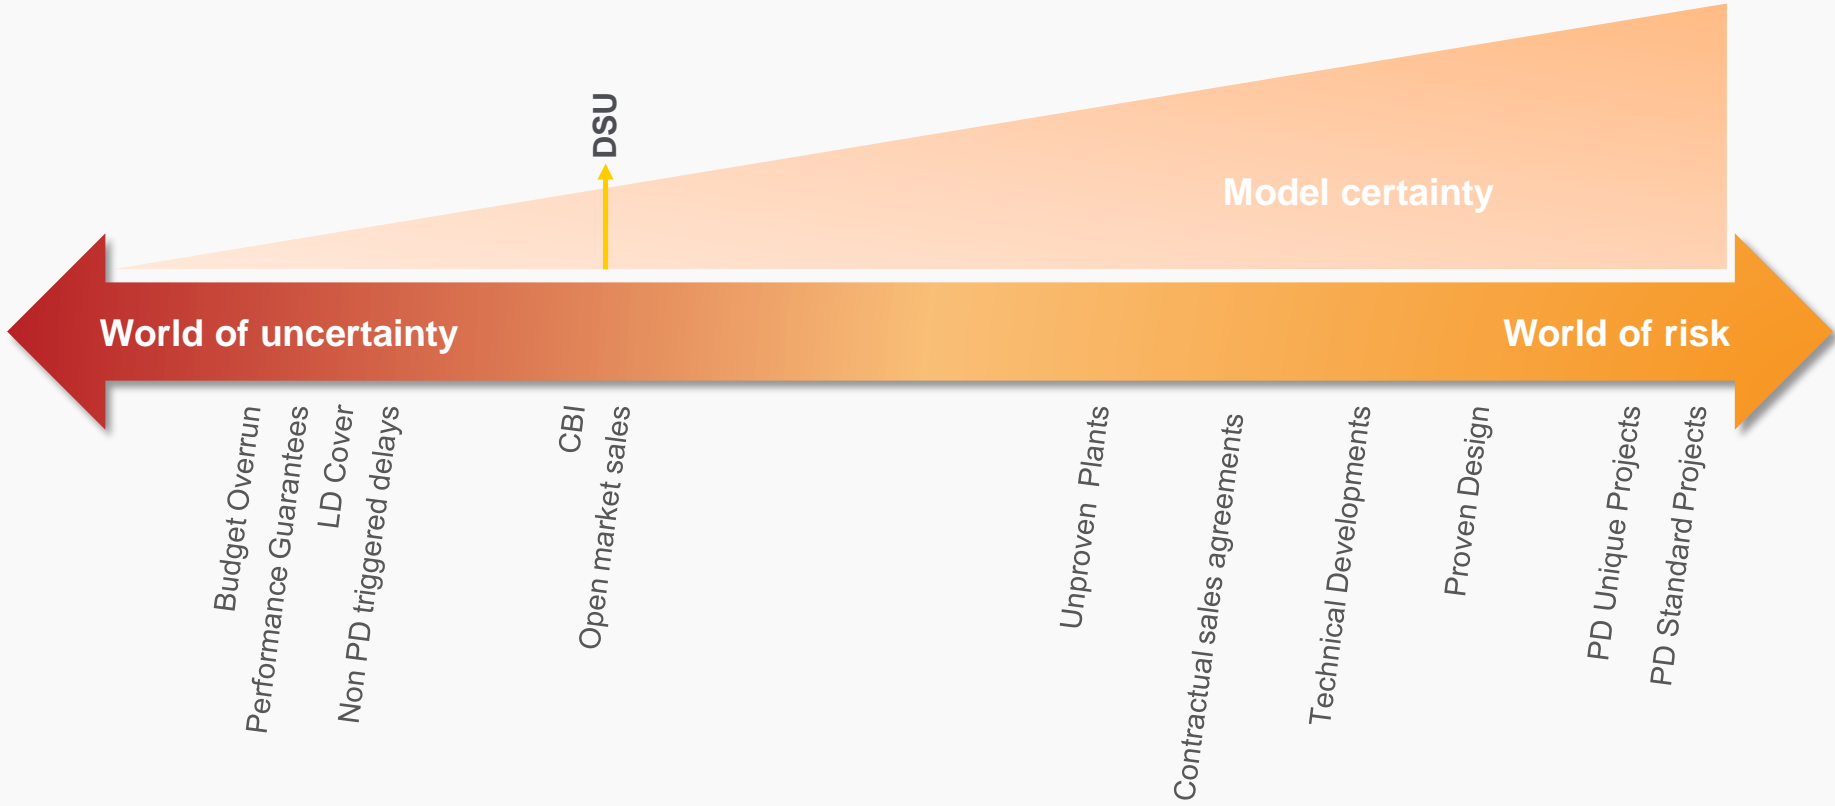 DSU
Model certainty
World of uncertainty
World of risk
Budget Overrun
Performance Guarantees
LD Cover
Non PD triggered delays
CBI
Open market sales
Unproven Plants
Contractual sales agreements
Technical Developments
Proven Design
PD Unique Projects
PD Standard Projects